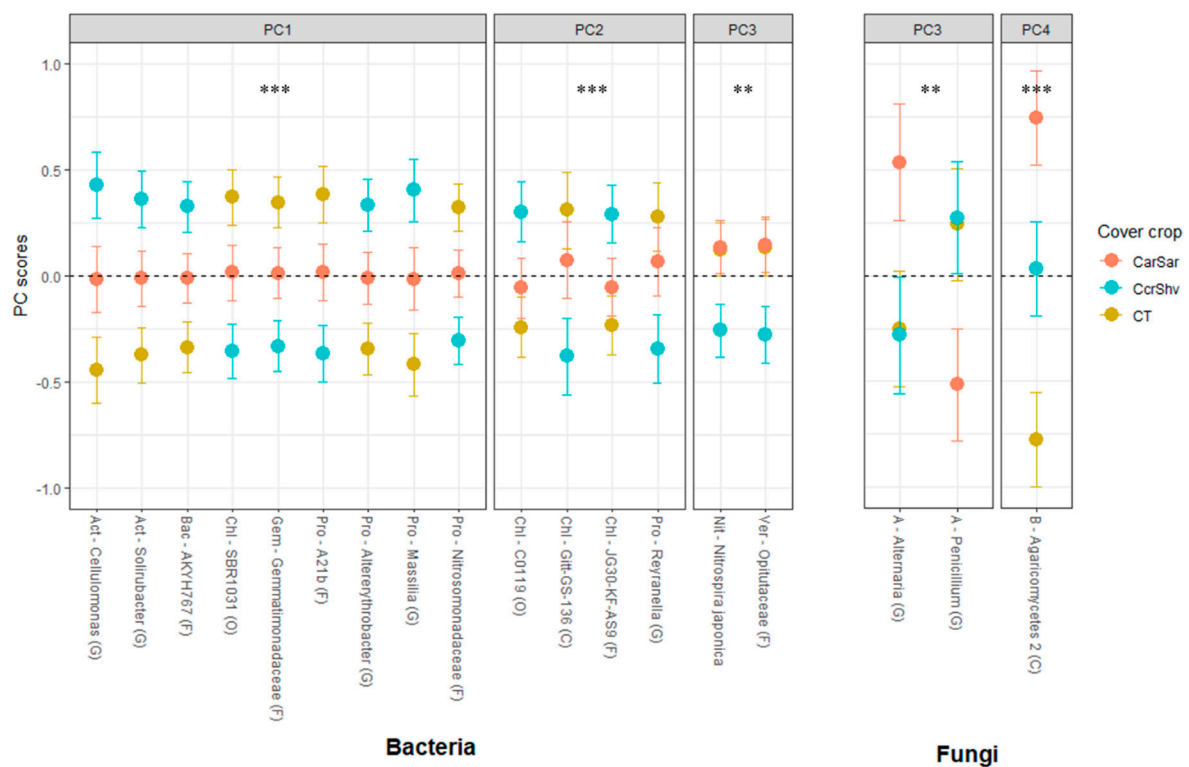 PC1
PC2
PC3
PC3
PC4
1.0
0.5
0.0
-0.5
-1.0
PC scores
***
***
**
**
***
Cover crop
CarSar
CcrShv
CT
Act - Cellulomonas (G)
Act - Solirubacter (G)
Bac - AKYH767 (F)
Chl - SBR1031 (O)
Gem - Gemmatimonadaceae (F)
Pro - A21b (F)
Pro - Altererythrobacter (G)
Pro - Massilia (G)
Pro - Nitrosomonadaceae (F)
Chl - C0119 (O)
Chl - Gitt-GS-136 (C)
Chl - JG30-KF-AS9 (F)
Pro - Reyranella (G)
Nit - Nitrospira japonica
Ver - Opitutaceae (F)
A - Alternaria (G)
A - Penicillium (G)
B - Agaricomycetes 2 (C)
Bacteria
Fungi